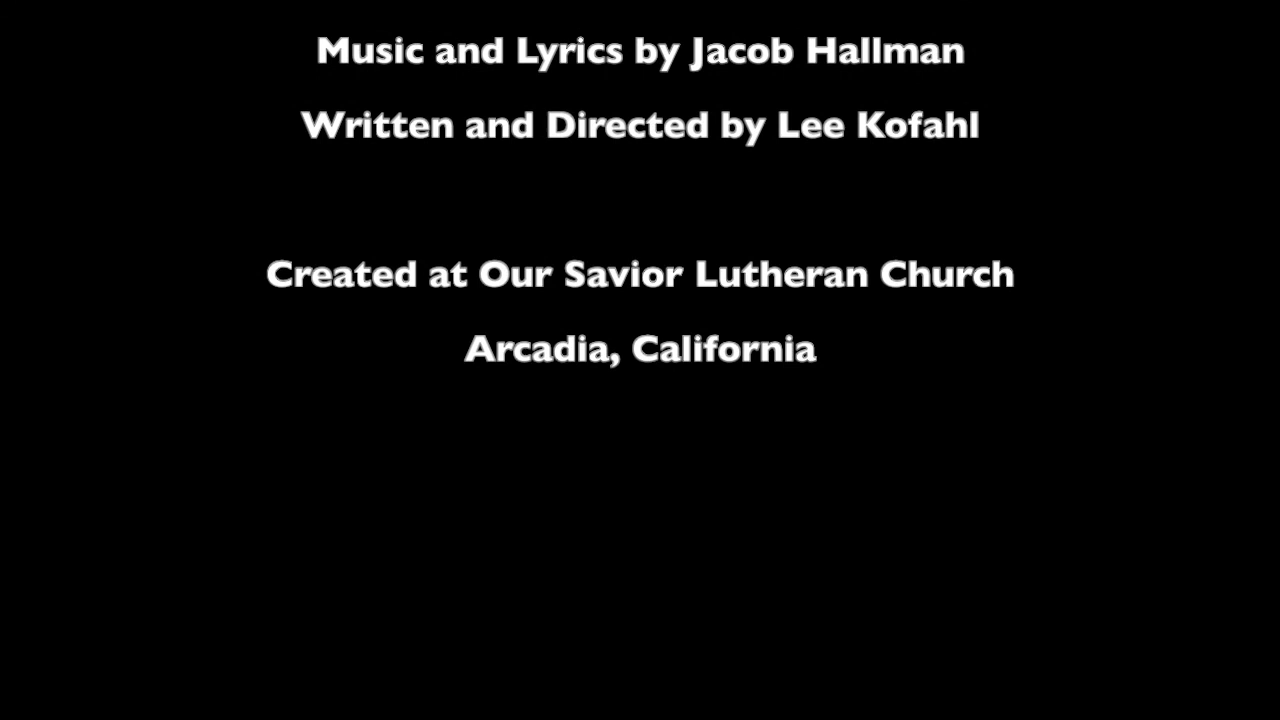 Music and Lyrics by Jacob Hallman
Written and Directed by Lee Kofahl
Created at Our Savior Lutheran Church
Arcadia, California